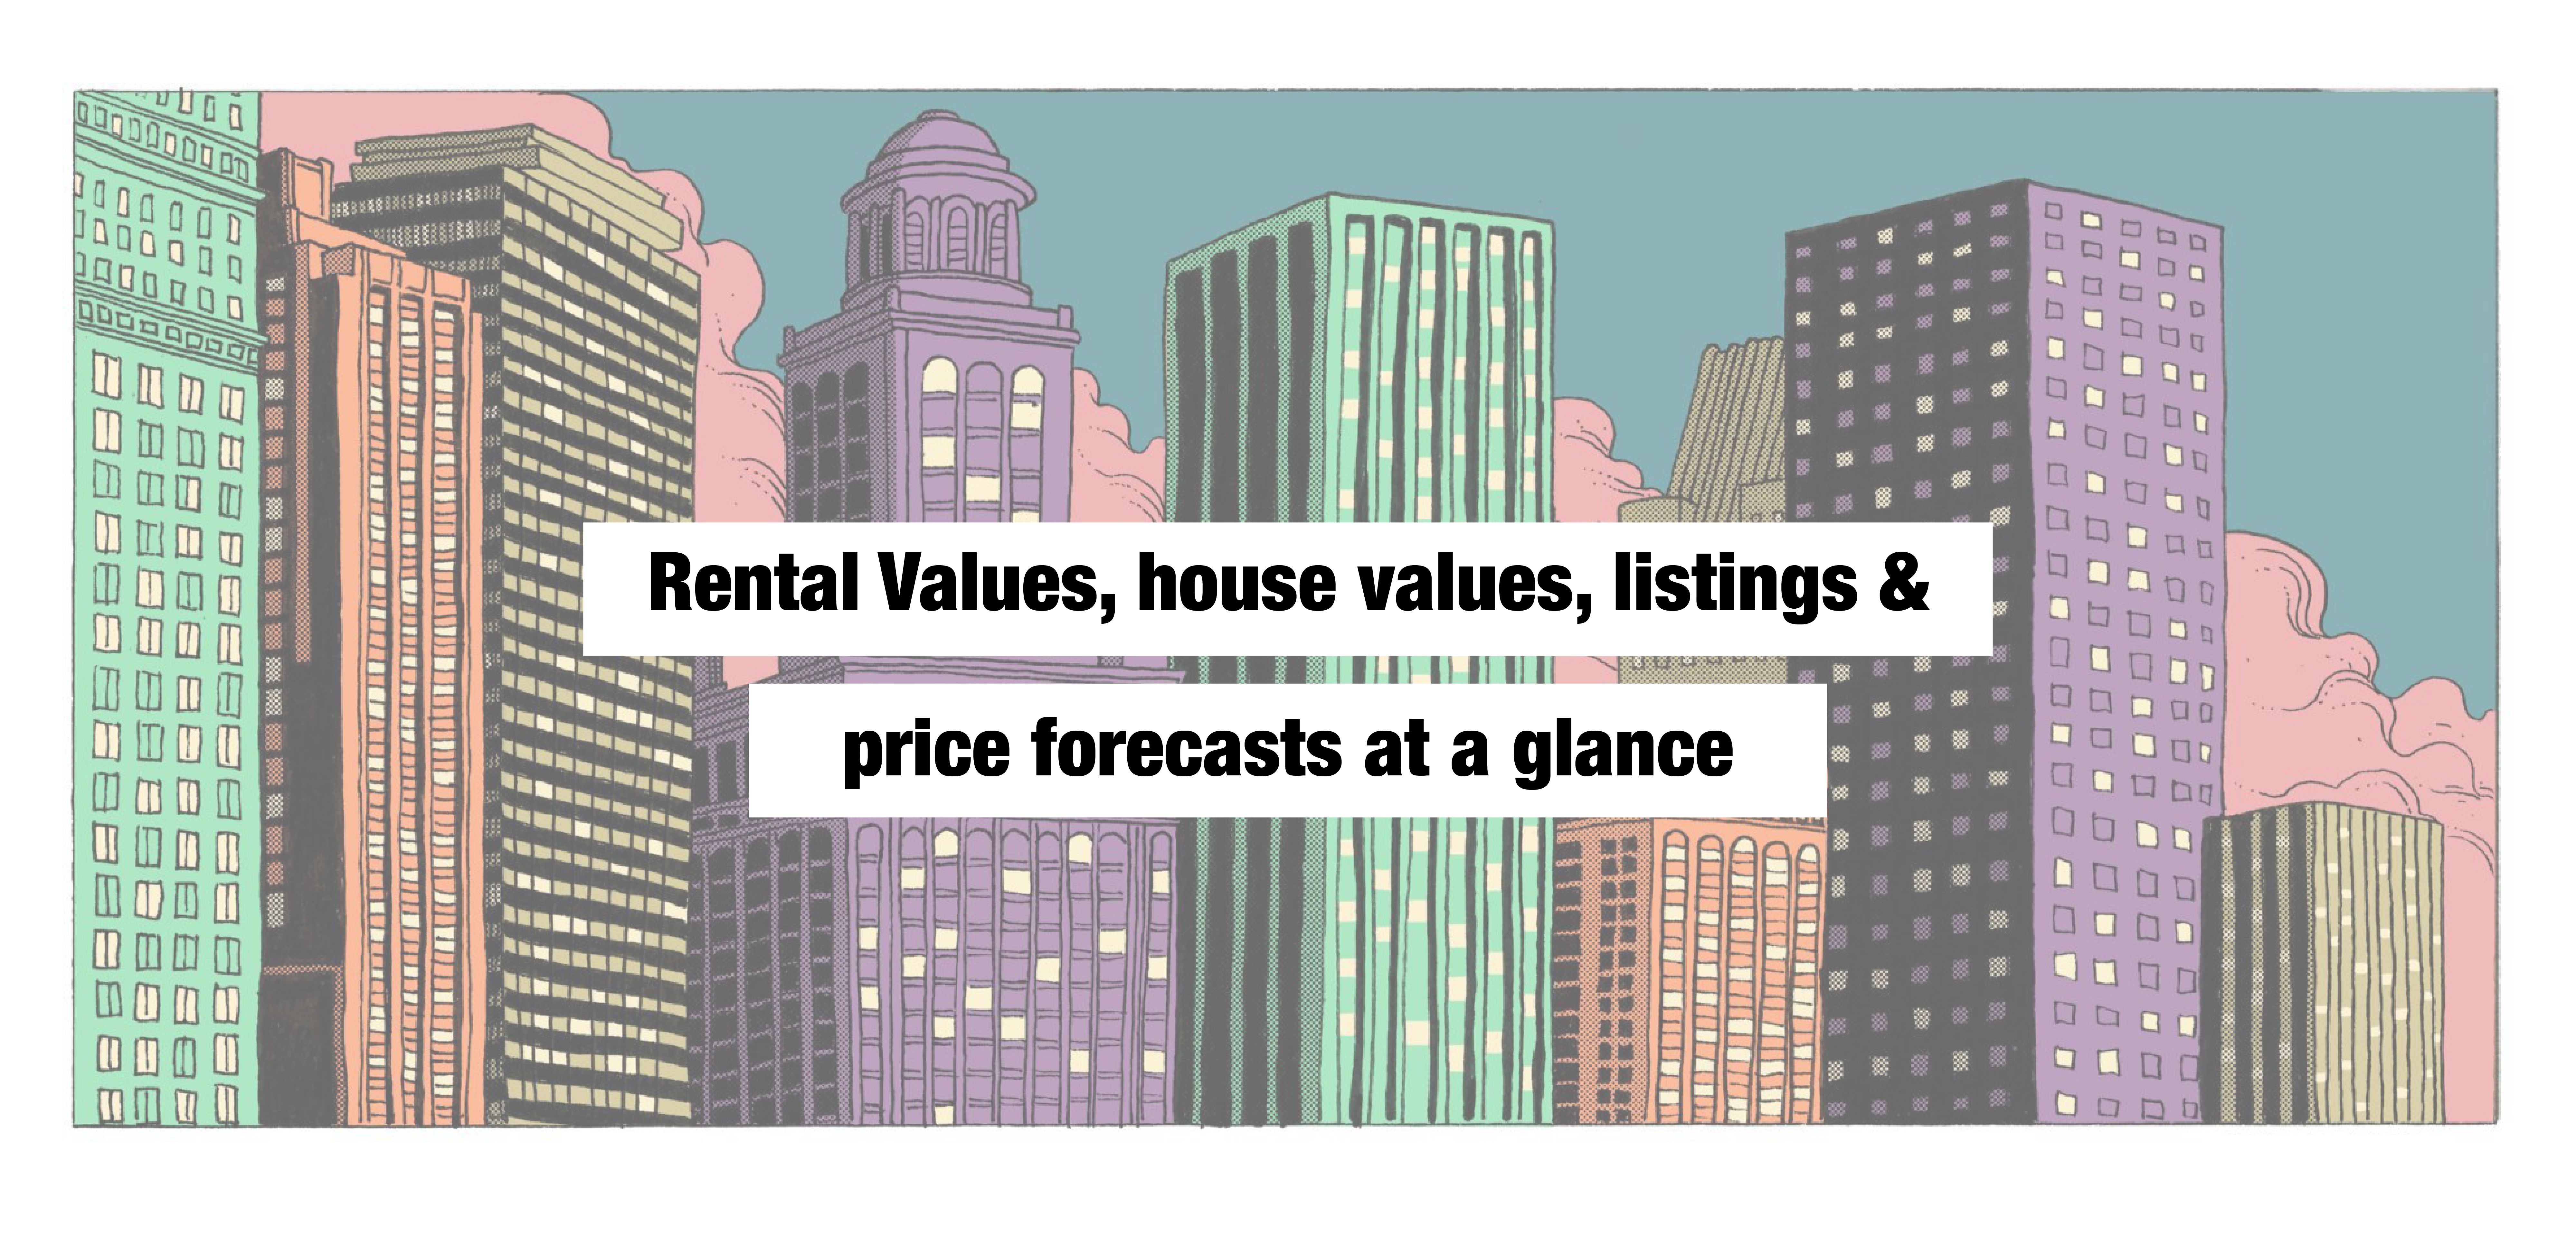 Rental Values, house values, listings &
price forecasts at a glance